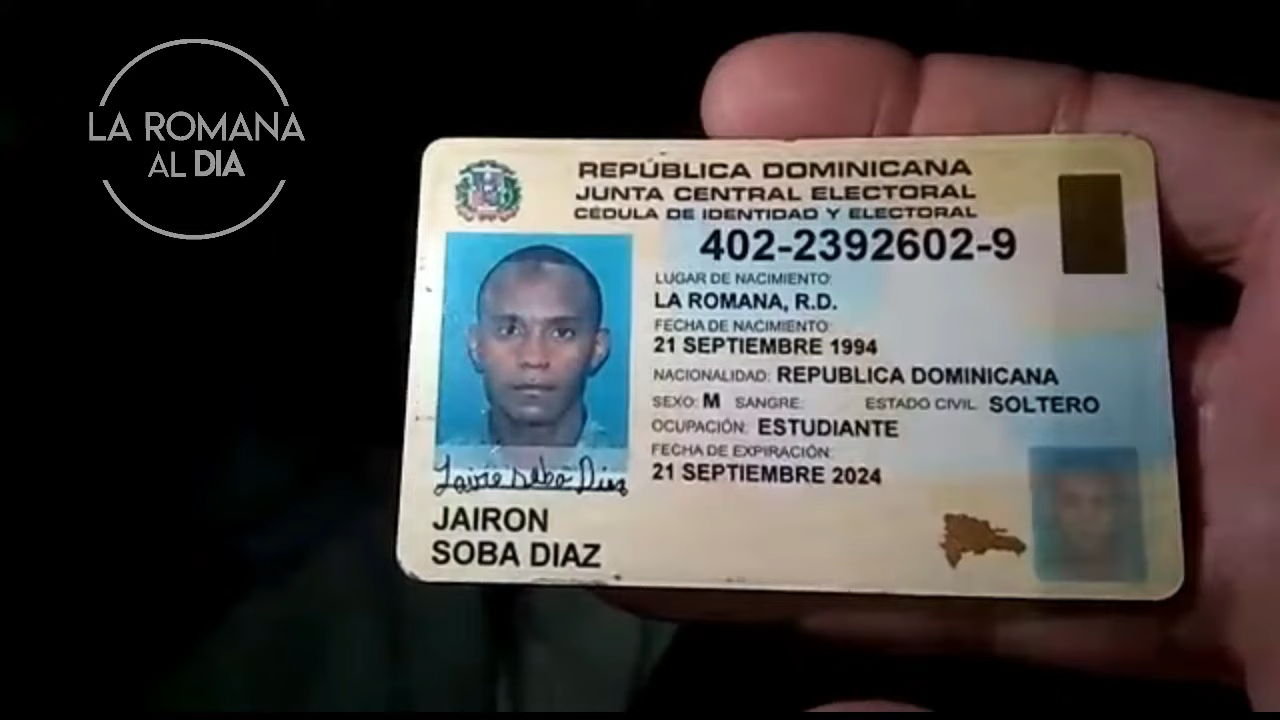 LA ROMANA
AL DIA
REPÚBLICA DOMINICANA
JUNTA CENTRAL ELECTORAL
CÉDULA DE IDENTIDAD Y ELECTORAL
402-2392602-9
LUGAR DE NACIMIENTO:
LA ROMANA, R.D.
FECHA DE NACIMIENTO:
21 SEPTIEMBRE 1994
NACIONALIDAD: REPUBLICA DOMINICANA
SEXO: M SANGRE: ESTADO CIVIL: SOLTERO
OCUPACIÓN: ESTUDIANTE
FECHA DE EXPIRACIÓN:
21 SEPTIEMBRE 2024
Diaz
JAIRON
SOBA DIAZ